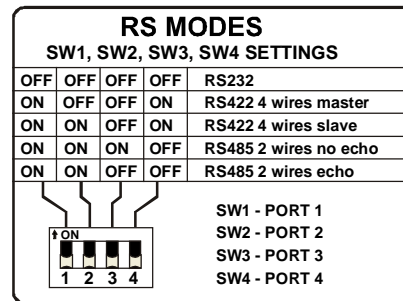 RS MODES
SW1, SW2, SW3, SW4 SETTINGS
OFF OFF OFF OFF RS232
ON OFF OFF ON RS422 4 wires master
ON ON OFF ON RS422 4 wires slave
ON ON ON OFF RS485 2 wires no echo
ON ON OFF OFF RS485 2 wires echo
ON
1 2 3 4
SW1 - PORT 1
SW2 - PORT 2
SW3 - PORT 3
SW4 - PORT 4